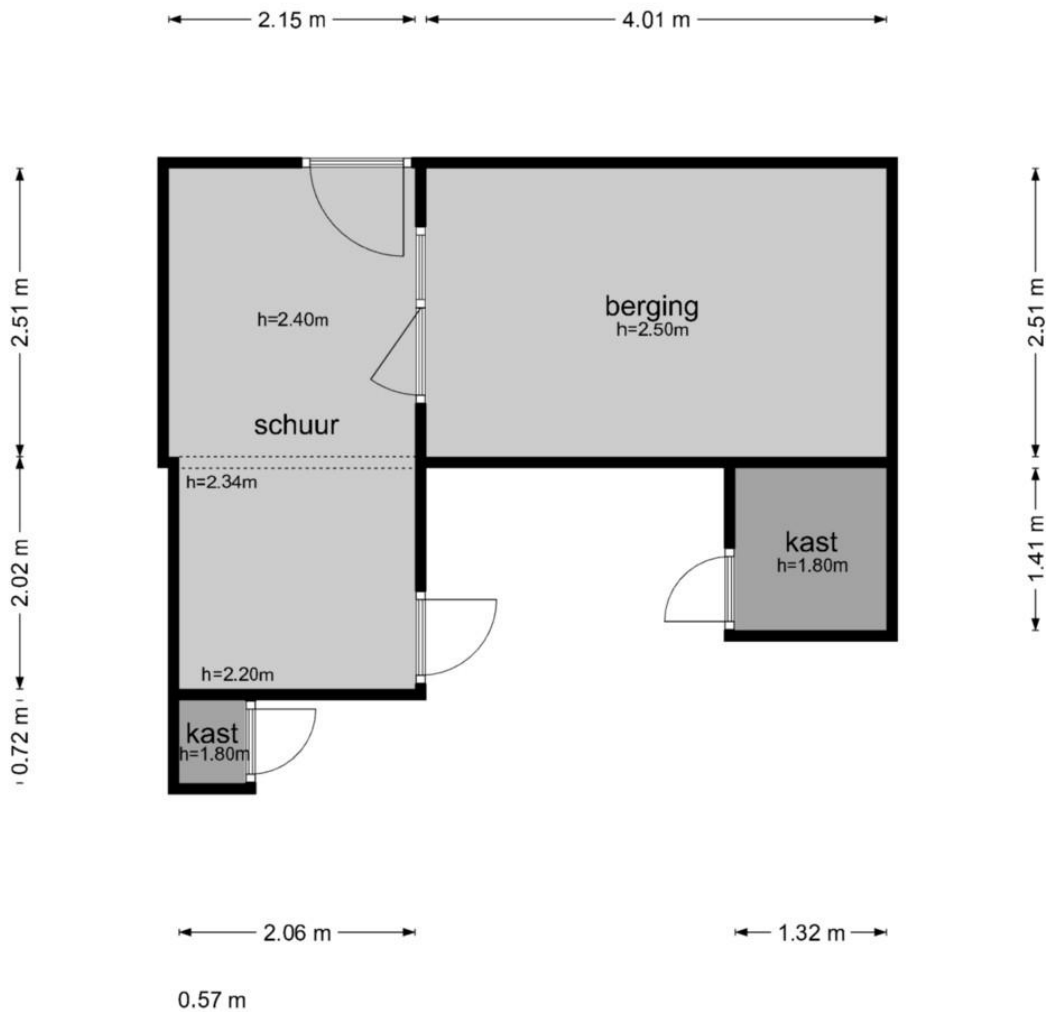 2.15 m
4.01 m
2.51 m
2.51 m
h=2.40m
berging
h=2.50m
schuur
h=2.34m
2.02 m
kast
h=1.80m
1.41 m
h=2.20m
0.72 m
kast
h=1.80m
2.06 m
1.32 m
0.57 m